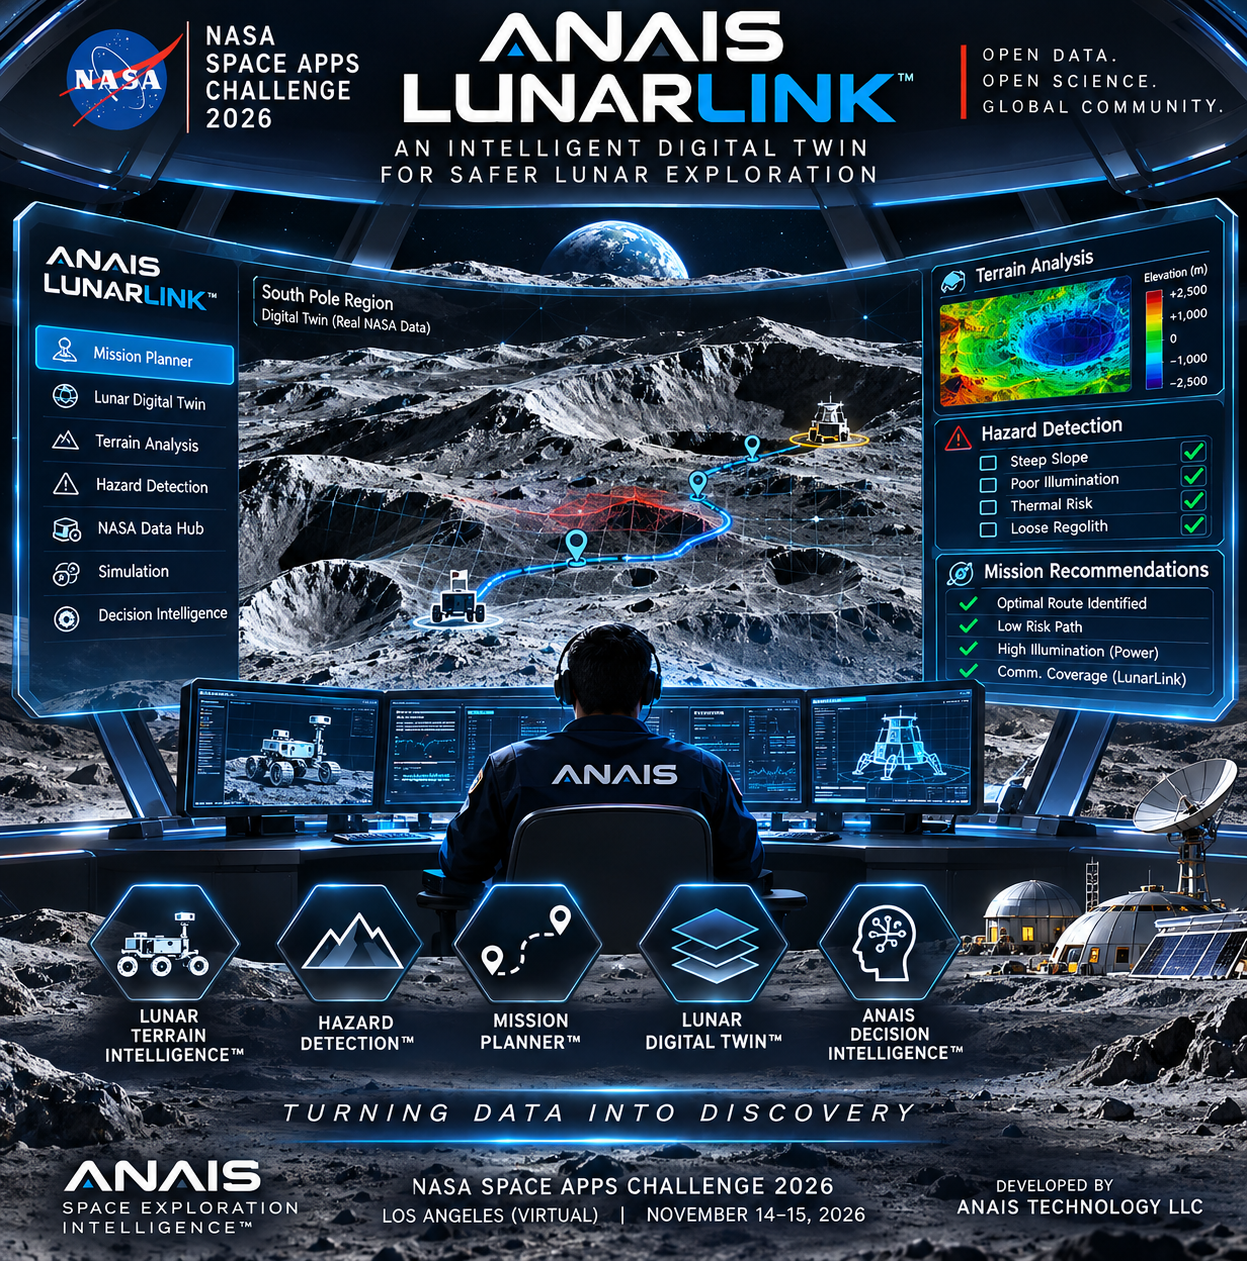 NASA
NASA
SPACE APPS
CHALLENGE
2026
ANAIS
LUNARLINK™
AN INTELLIGENT DIGITAL TWIN
FOR SAFER LUNAR EXPLORATION
OPEN DATA.
OPEN SCIENCE.
GLOBAL COMMUNITY.
ANAIS
LUNARLINK™
Mission Planner
Lunar Digital Twin
Terrain Analysis
Hazard Detection
NASA Data Hub
Simulation
Decision Intelligence
South Pole Region
Digital Twin (Real NASA Data)
Terrain Analysis
Elevation (m)
+2,500
+1,000
0
−1,000
−2,500
Hazard Detection
Steep Slope
Poor Illumination
Thermal Risk
Loose Regolith
Mission Recommendations
Optimal Route Identified
Low Risk Path
High Illumination (Power)
Comm. Coverage (LunarLink)
ANAIS
LUNAR
TERRAIN
INTELLIGENCE™
HAZARD
DETECTION™
MISSION
PLANNER™
LUNAR
DIGITAL TWIN™
ANAIS
DECISION
INTELLIGENCE™
TURNING DATA INTO DISCOVERY
ANAIS
SPACE EXPLORATION
INTELLIGENCE™
NASA SPACE APPS CHALLENGE 2026
LOS ANGELES (VIRTUAL) | NOVEMBER 14–15, 2026
DEVELOPED BY
ANAIS TECHNOLOGY LLC